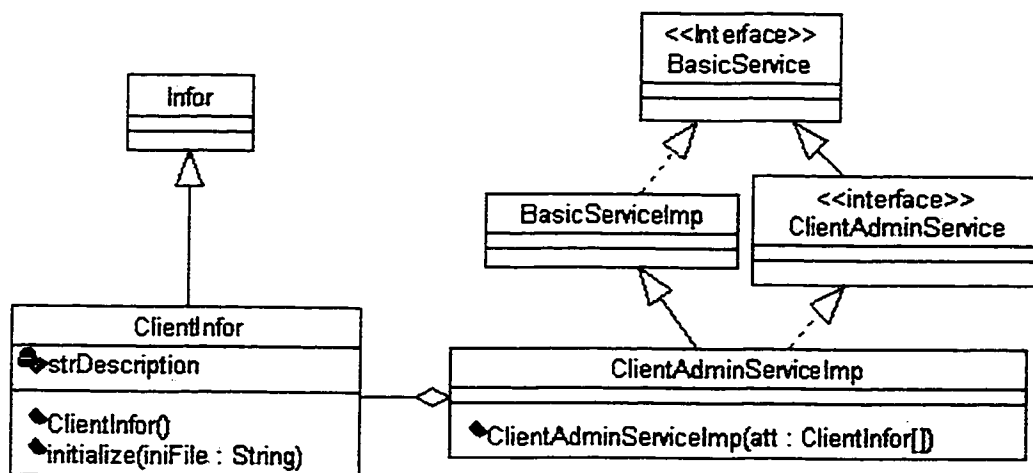 <<Interface>>
BasicService
Infor
BasicServiceImp
<<interface>>
ClientAdminService
ClientInfor
strDescription
ClientInfor()
initialize(iniFile : String)
ClientAdminServiceImp
ClientAdminServiceImp(att : ClientInfor[])